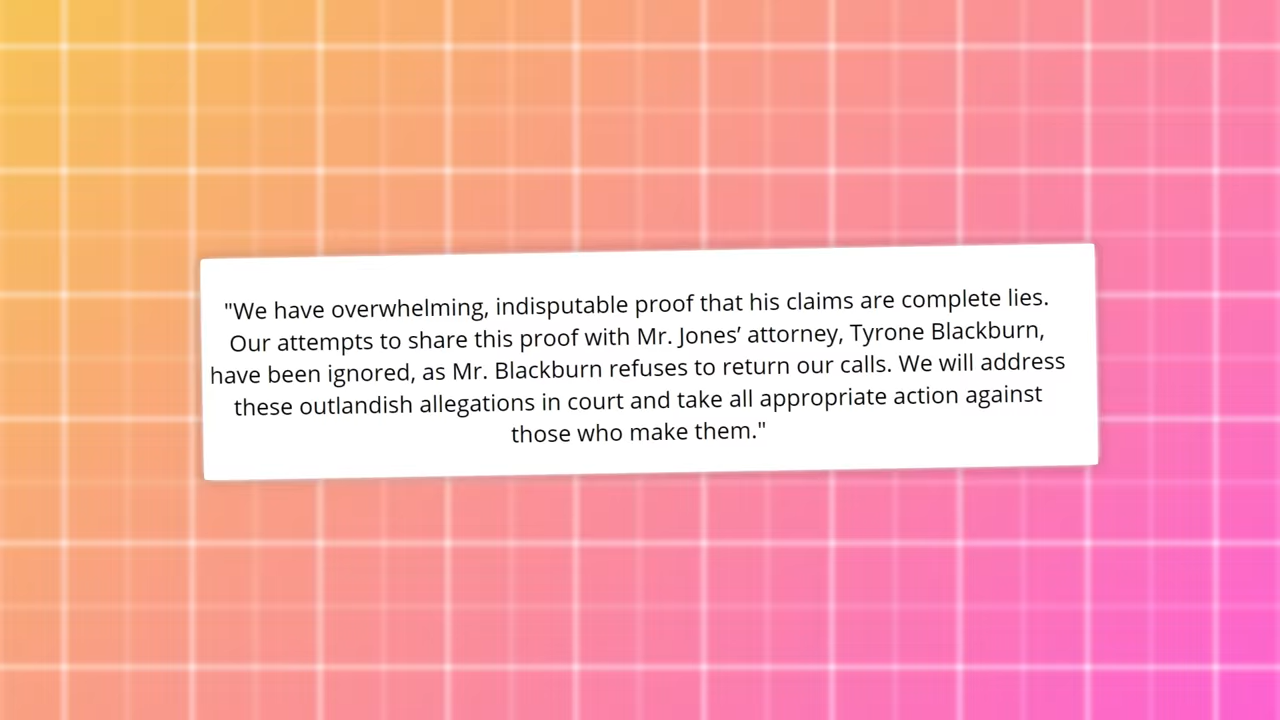 "We have overwhelming, indisputable proof that his claims are complete lies.
Our attempts to share this proof with Mr. Jones’ attorney, Tyrone Blackburn,
have been ignored, as Mr. Blackburn refuses to return our calls. We will address
these outlandish allegations in court and take all appropriate action against
those who make them."